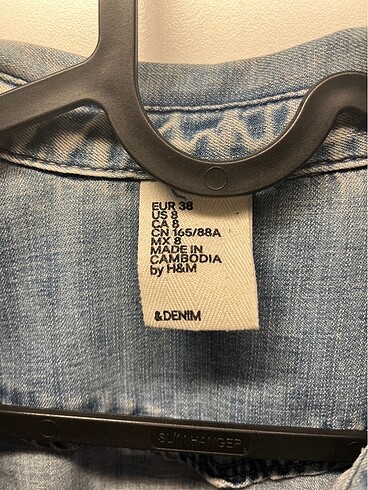 EUR 38
US 8
CA 8
CN 165/88A
MX 8
MADE IN
CAMBODIA
by H&M
&DENIM
SLIM HANGER